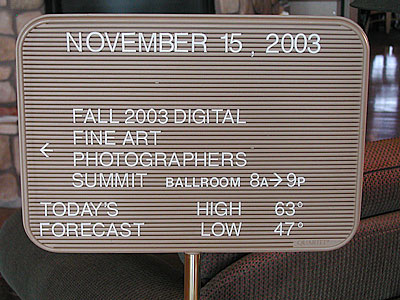 NOVEMBER 15, 2003
FALL 2003 DIGITAL
FINE ART
← PHOTOGRAPHERS
SUMMIT BALLROOM 8A→9P
TODAY'S HIGH 63°
FORECAST LOW 47°
QUARTET